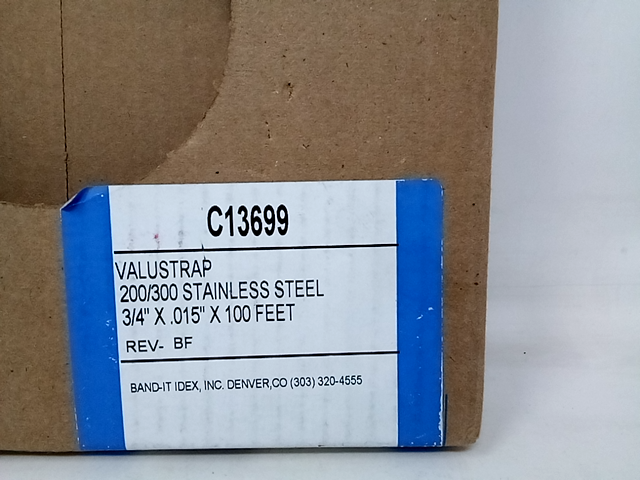 C13699
VALUSTRAP
200/300 STAINLESS STEEL
3/4" X .015" X 100 FEET
REV- BF
BAND-IT IDEX, INC. DENVER,CO (303) 320-4555